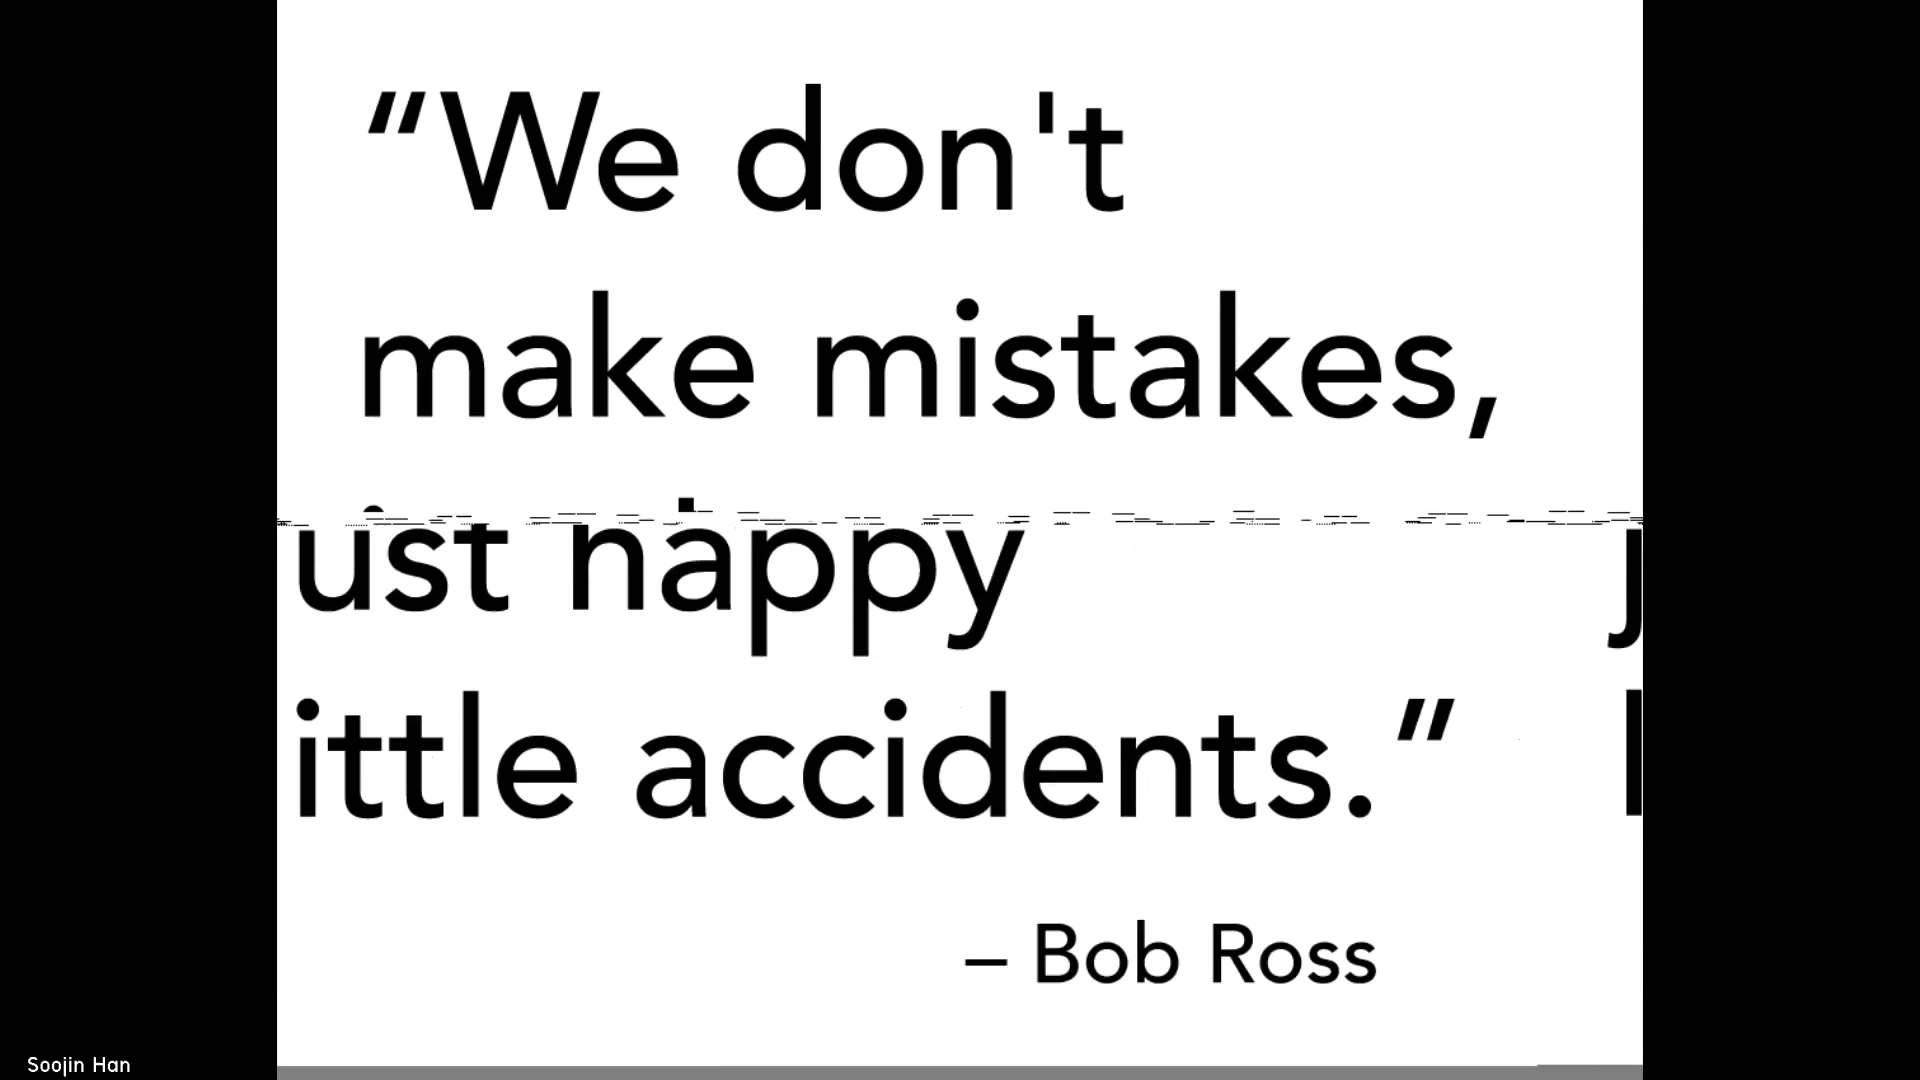 “We don't
make mistakes,
ust happy j
ittle accidents.” l
– Bob Ross
Soojin Han